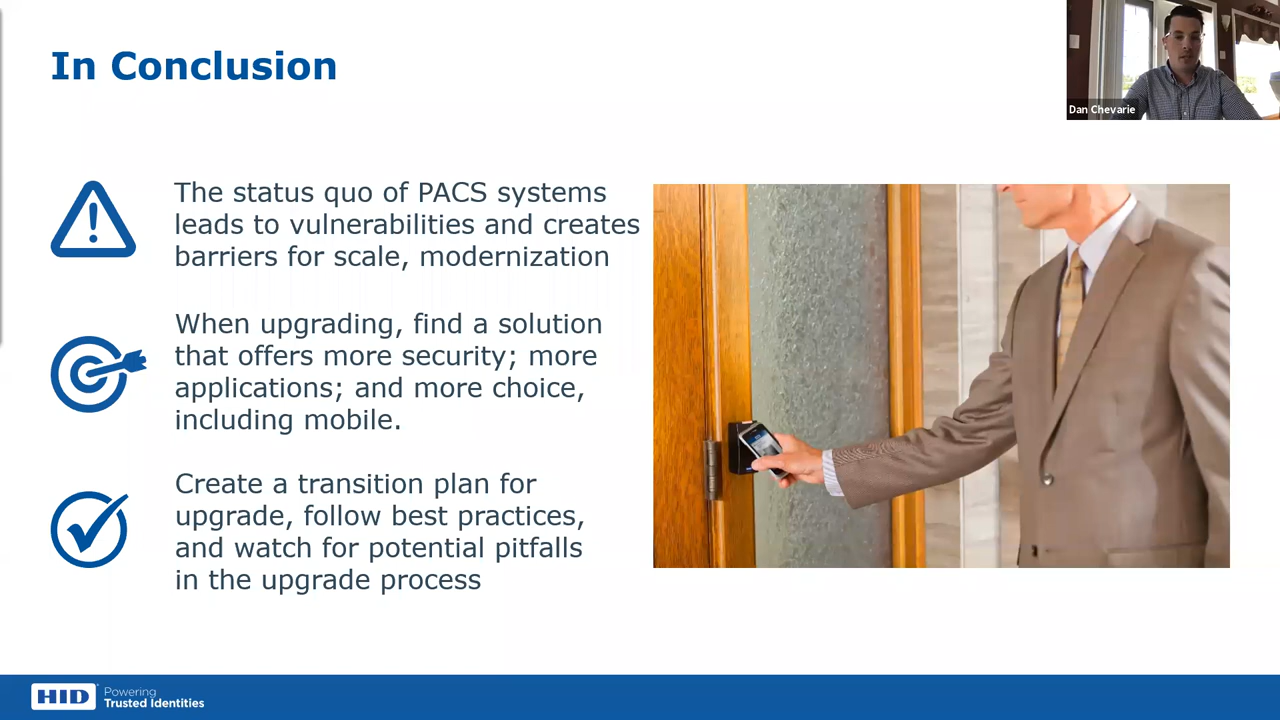 In Conclusion
Dan Chevarie
The status quo of PACS systems
leads to vulnerabilities and creates
barriers for scale, modernization
When upgrading, find a solution
that offers more security; more
applications; and more choice,
including mobile.
Create a transition plan for
upgrade, follow best practices,
and watch for potential pitfalls
in the upgrade process
HID
Powering
Trusted Identities